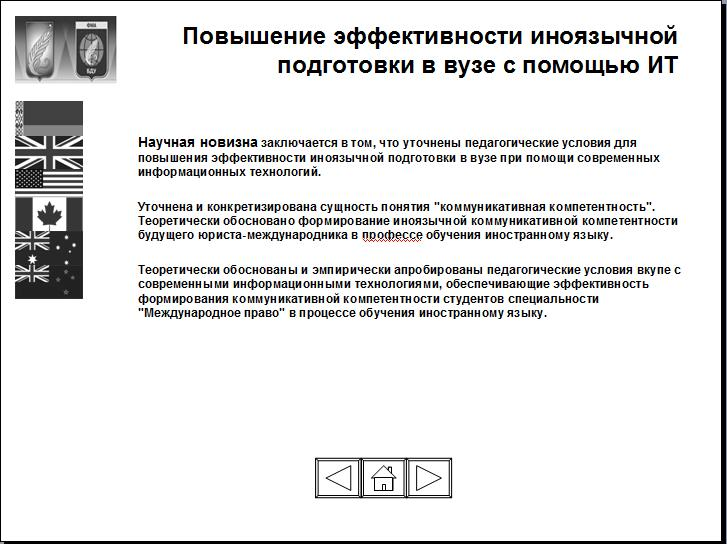 ФМА
БДУ
Повышение эффективности иноязычной
подготовки в вузе с помощью ИТ
Научная новизна заключается в том, что уточнены педагогические условия для
повышения эффективности иноязычной подготовки в вузе при помощи современных
информационных технологий.
Уточнена и конкретизирована сущность понятия "коммуникативная компетентность".
Теоретически обосновано формирование иноязычной коммуникативной компетентности
будущего юриста-международника в професcе обучения иностранному языку.
Теоретически обоснованы и эмпирически апробированы педагогические условия вкупе с
современными информационными технологиями, обеспечивающие эффективность
формирования коммуникативной компетентности студентов специальности
"Международное право" в процессе обучения иностранному языку.